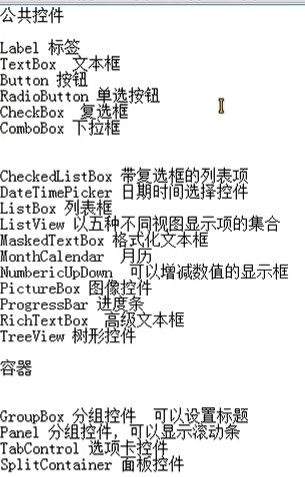 公共控件
Label 标签
TextBox  文本框
Button 按钮
RadioButton 单选按钮
CheckBox  复选框
ComboBox 下拉框
CheckedListBox 带复选框的列表项
DateTimePicker 日期时间选择控件
ListBox 列表框
ListView 以五种不同视图显示项的集合
MaskedTextBox 格式化文本框
MonthCalendar  月历
NumbericUpDown  可以增减数值的显示框
PictureBox 图像控件
ProgressBar 进度条
RichTextBox  高级文本框
TreeView 树形控件
容器
GroupBox 分组控件  可以设置标题
Panel 分组控件，可以显示滚动条
TabControl 选项卡控件
SplitContainer 面板控件